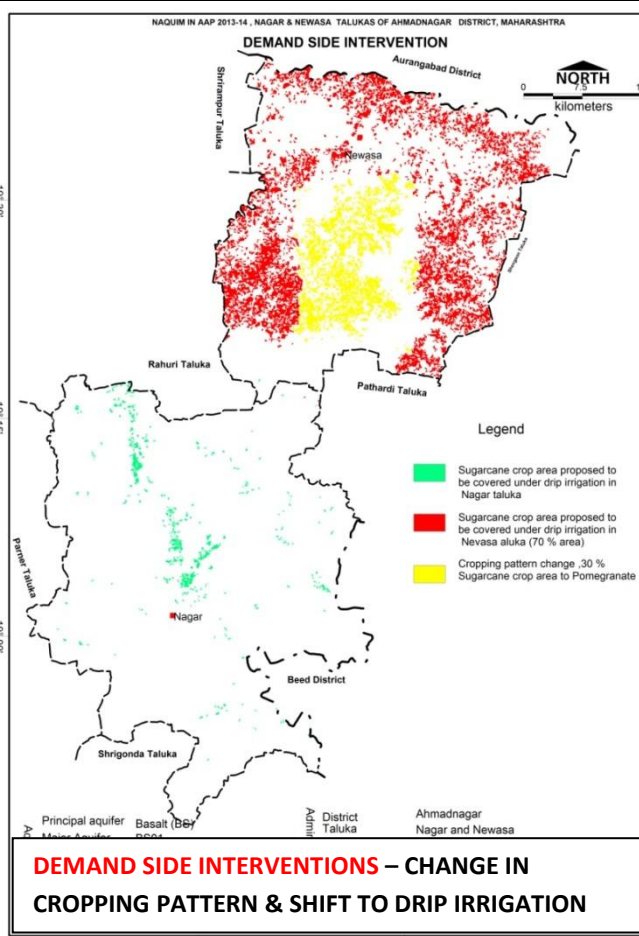 NAQUIM IN AAP 2013-14 , NAGAR & NEWASA TALUKAS OF AHMADNAGAR DISTRICT, MAHARASHTRA
DEMAND SIDE INTERVENTION
Aurangabad District
NORTH
0 7.5 1
kilometers
Shrirampur Taluka
Newasa
Rahuri Taluka
Pathardi Taluka
Legend
Sugarcane crop area proposed to
be covered under drip irrigation in
Nagar taluka
Sugarcane crop area proposed to
be covered under drip irrigation in
Nevasa aluka (70 % area)
Cropping pattern change ,30 %
Sugarcane crop area to Pomegranate
Parner Taluka
Nagar
Beed District
Shrigonda Taluka
Principal aquifer Basalt (BS) District Ahmadnagar
Taluka Nagar and Newasa
DEMAND SIDE INTERVENTIONS – CHANGE IN
CROPPING PATTERN & SHIFT TO DRIP IRRIGATION